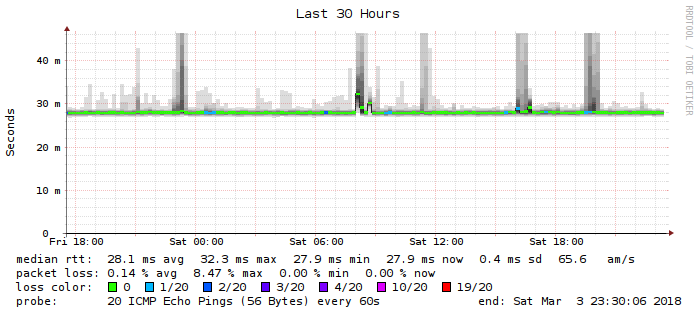 Last 30 Hours
RRDTOOL / TOBI OETIKER
Seconds
40 m
30 m
20 m
10 m
0
Fri 18:00 Sat 00:00 Sat 06:00 Sat 12:00 Sat 18:00
median rtt: 28.1 ms avg 32.3 ms max 27.9 ms min 27.9 ms now 0.4 ms sd 65.6 am/s
packet loss: 0.14 % avg 8.47 % max 0.00 % min 0.00 % now
loss color: 0 1/20 2/20 3/20 4/20 10/20 19/20
probe: 20 ICMP Echo Pings (56 Bytes) every 60s end: Sat Mar 3 23:30:06 2018